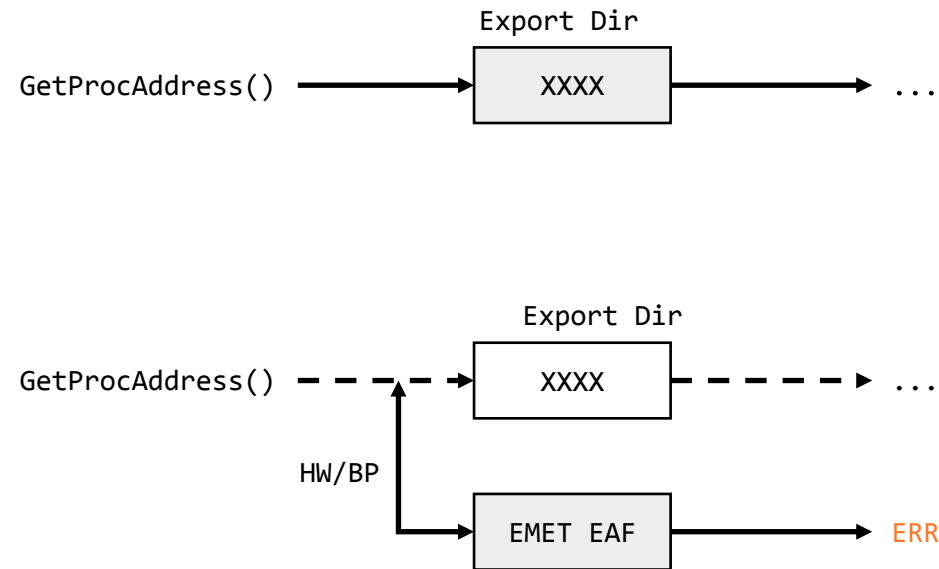 Export Dir
GetProcAddress() XXXX ...
Export Dir
GetProcAddress() XXXX ...
HW/BP
EMET EAF ERR